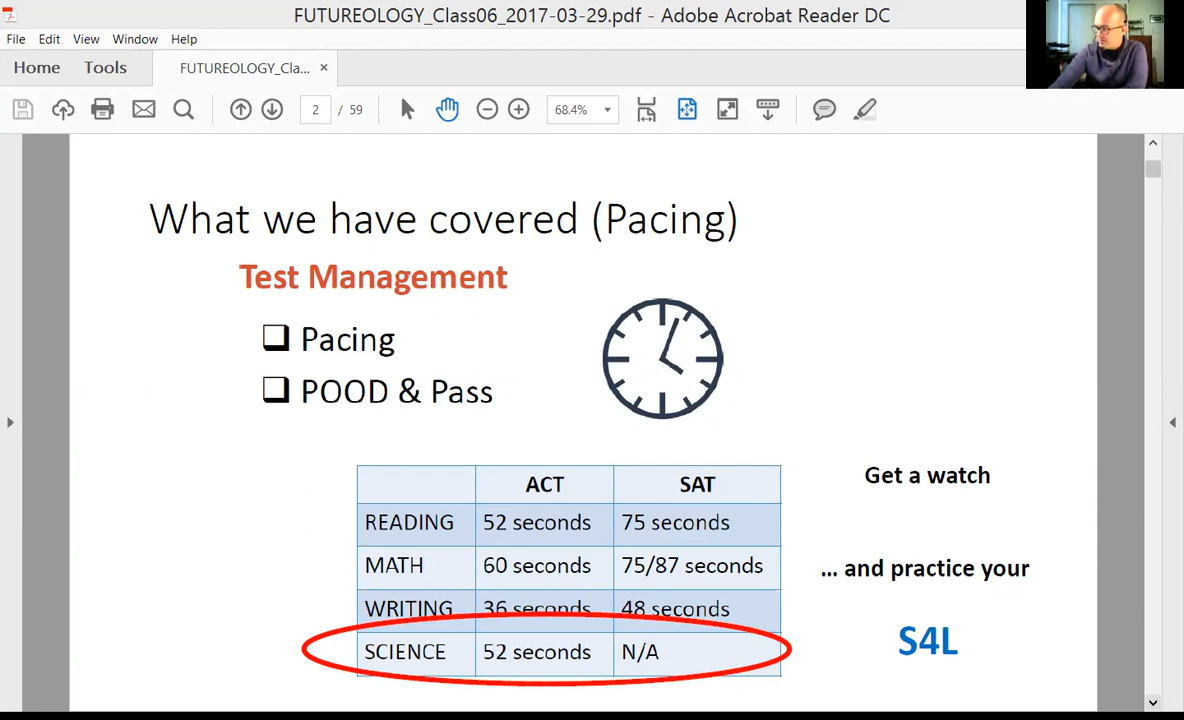 FUTUREOLOGY_Class06_2017-03-29.pdf - Adobe Acrobat Reader DC
File Edit View Window Help
Home Tools FUTUREOLOGY_Cla... ×
2 / 59 68.4%
What we have covered (Pacing)
Test Management
Pacing
POOD & Pass
ACT SAT
READING 52 seconds 75 seconds
MATH 60 seconds 75/87 seconds
WRITING 36 seconds 48 seconds
SCIENCE 52 seconds N/A
Get a watch
... and practice your
S4L